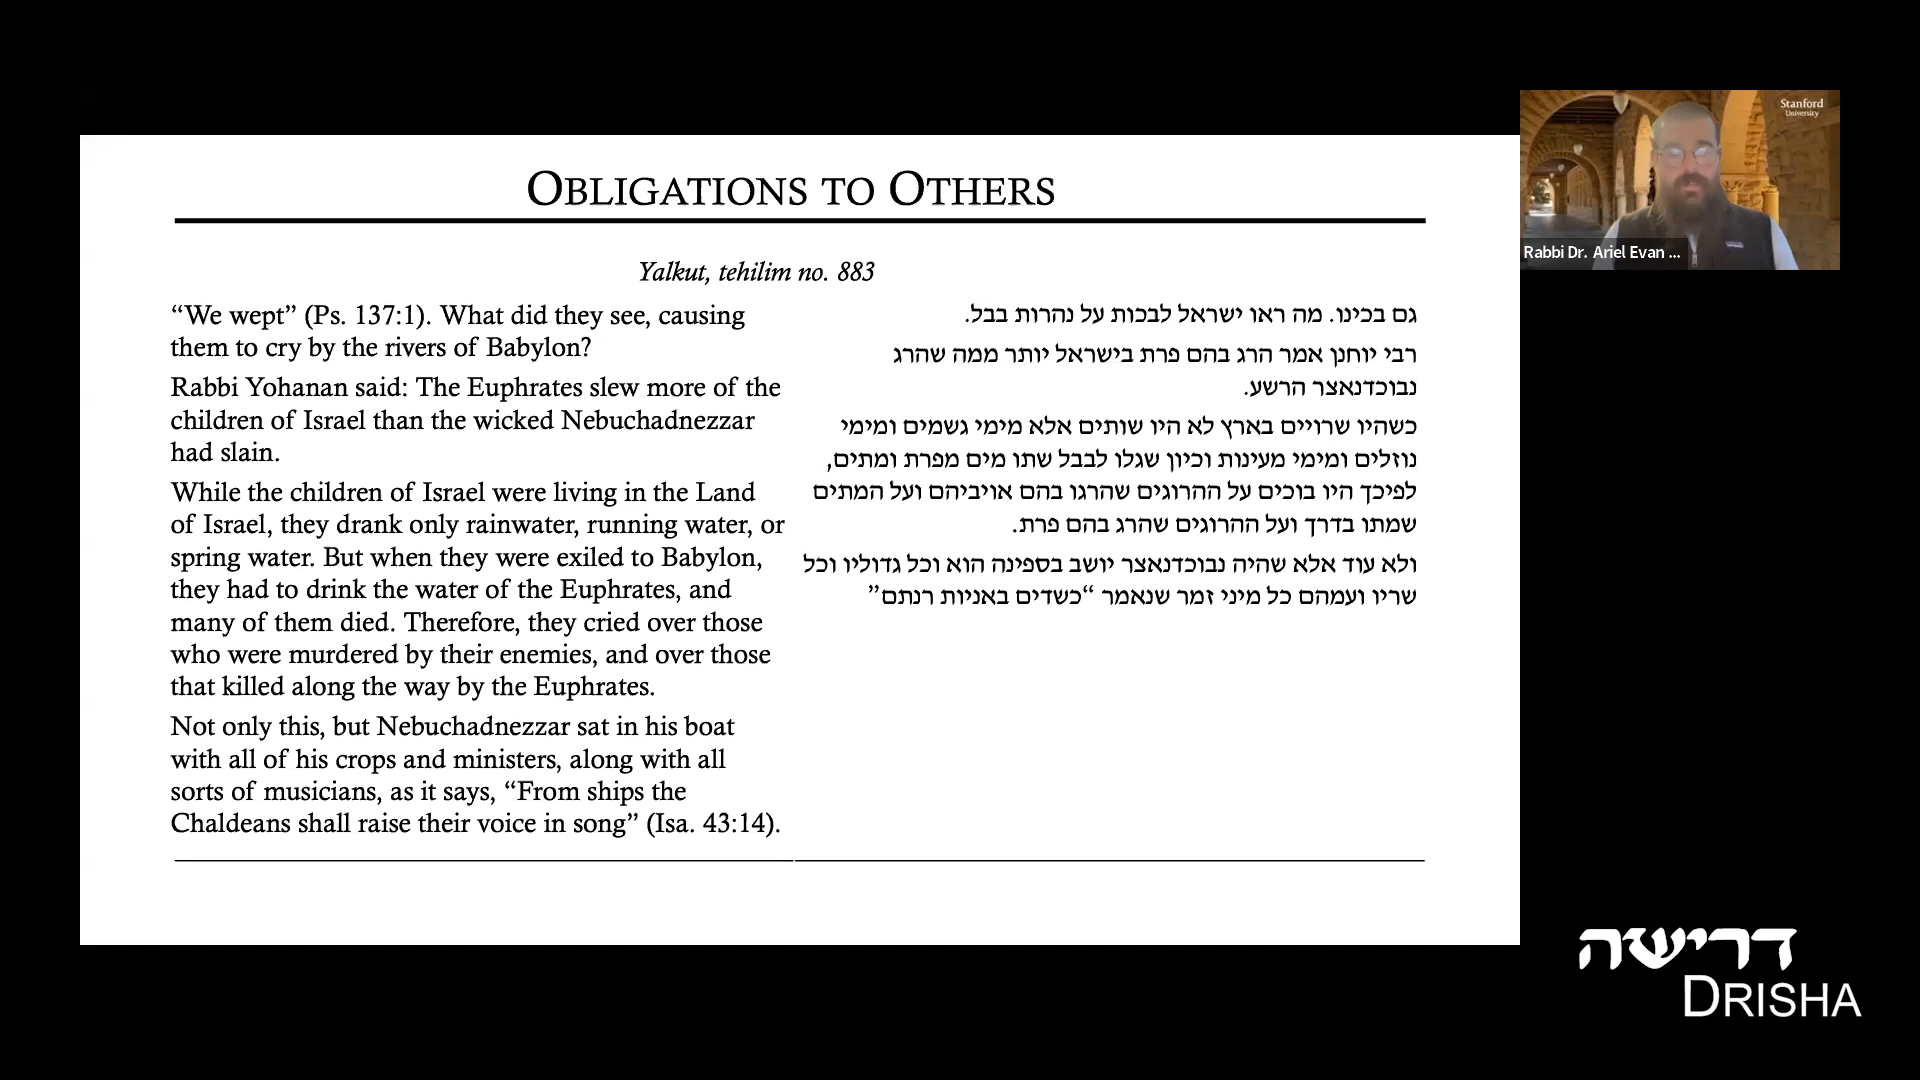 OBLIGATIONS TO OTHERS
Yalkut, tehilim no. 883
“We wept” (Ps. 137:1). What did they see, causing
them to cry by the rivers of Babylon?
Rabbi Yohanan said: The Euphrates slew more of the
children of Israel than the wicked Nebuchadnezzar
had slain.
While the children of Israel were living in the Land
of Israel, they drank only rainwater, running water, or
spring water. But when they were exiled to Babylon,
they had to drink the water of the Euphrates, and
many of them died. Therefore, they cried over those
who were murdered by their enemies, and over those
that killed along the way by the Euphrates.
Not only this, but Nebuchadnezzar sat in his boat
with all of his crops and ministers, along with all
sorts of musicians, as it says, “From ships the
Chaldeans shall raise their voice in song” (Isa. 43:14).
גם בכינו. מה ראו ישראל לבכות על נהרות בבל.
רבי יוחנן אמר הרג בהם פרת בישראל יותר ממה שהרג
נבוכדנאצר הרשע.
כשהיו שרויים בארץ לא היו שותים אלא מימי גשמים ומימי
נוזלים ומימי מעינות וכיון שגלו לבבל שתו מים מפרת ומתים,
לפיכך היו בוכים על ההרוגים שהרגו בהם אויביהם ועל המתים
שמתו בדרך ועל ההרוגים שהרג בהם פרת.
ולא עוד אלא שהיה נבוכדנאצר יושב בספינה הוא וכל גדוליו וכל
שריו ועמהם כל מיני זמר שנאמר “כשדים באניות רנתם”
Stanford
University
Rabbi Dr. Ariel Evan ...
דרישה
DRISHA